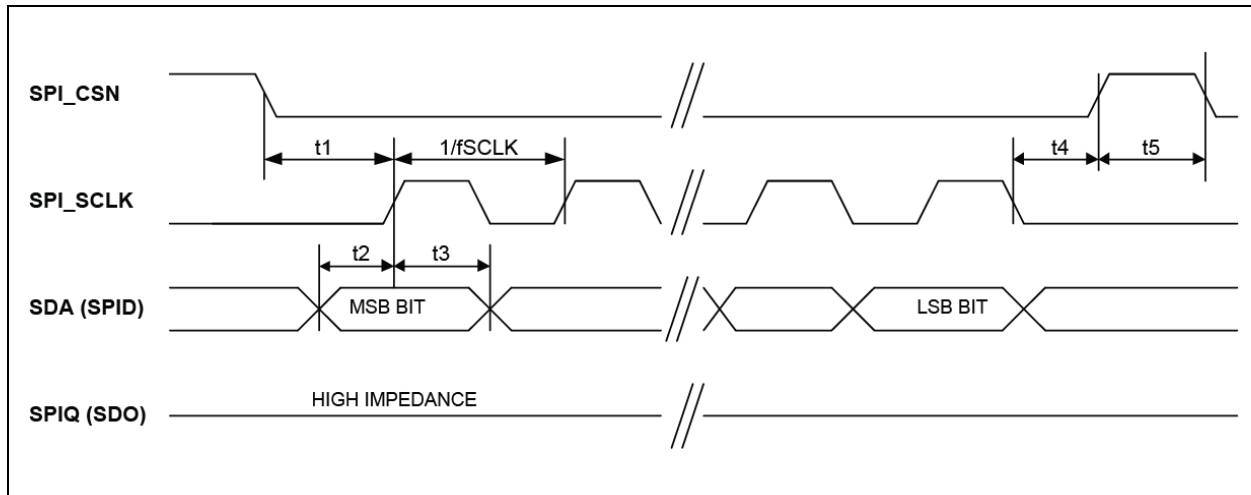 SPI_CSN
t1
1/fSCLK
t4
t5
SPI_SCLK
t2
t3
SDA (SPID)
MSB BIT
LSB BIT
HIGH IMPEDANCE
SPIQ (SDO)